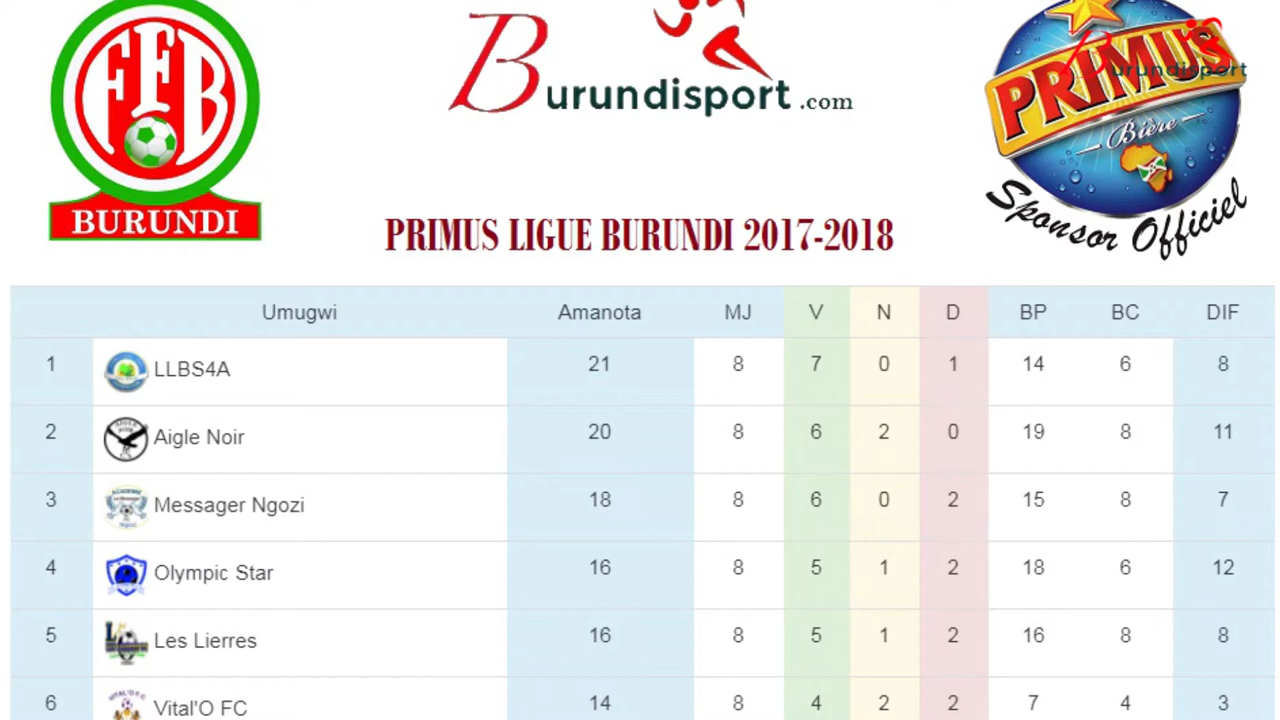 FFB
BURUNDI
Burundisport.com
PRIMUS
Burundisport
Bière
Sponsor Officiel
PRIMUS LIGUE BURUNDI 2017-2018
Umugwi Amanota MJ V N D BP BC DIF
1 LLBS4A 21 8 7 0 1 14 6 8
2 Aigle Noir 20 8 6 2 0 19 8 11
3 Messager Ngozi 18 8 6 0 2 15 8 7
4 Olympic Star 16 8 5 1 2 18 6 12
5 Les Lierres 16 8 5 1 2 16 8 8
6 Vital'O FC 14 8 4 2 2 7 4 3